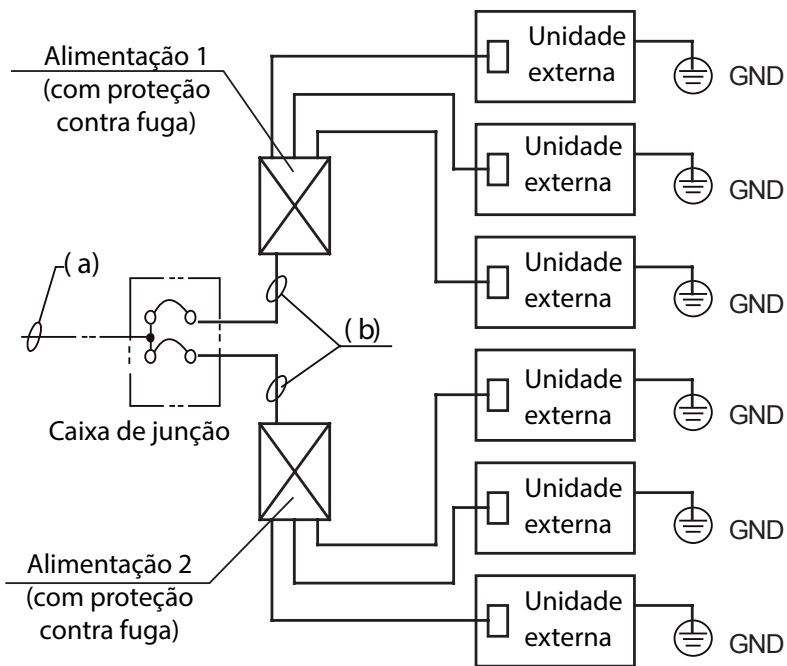 Alimentação 1
(com proteção
contra fuga)
Unidade
externa
GND
Unidade
externa
GND
Unidade
externa
GND
( a)
( b)
Caixa de junção
Unidade
externa
GND
Unidade
externa
GND
Alimentação 2
(com proteção
contra fuga)
Unidade
externa
GND